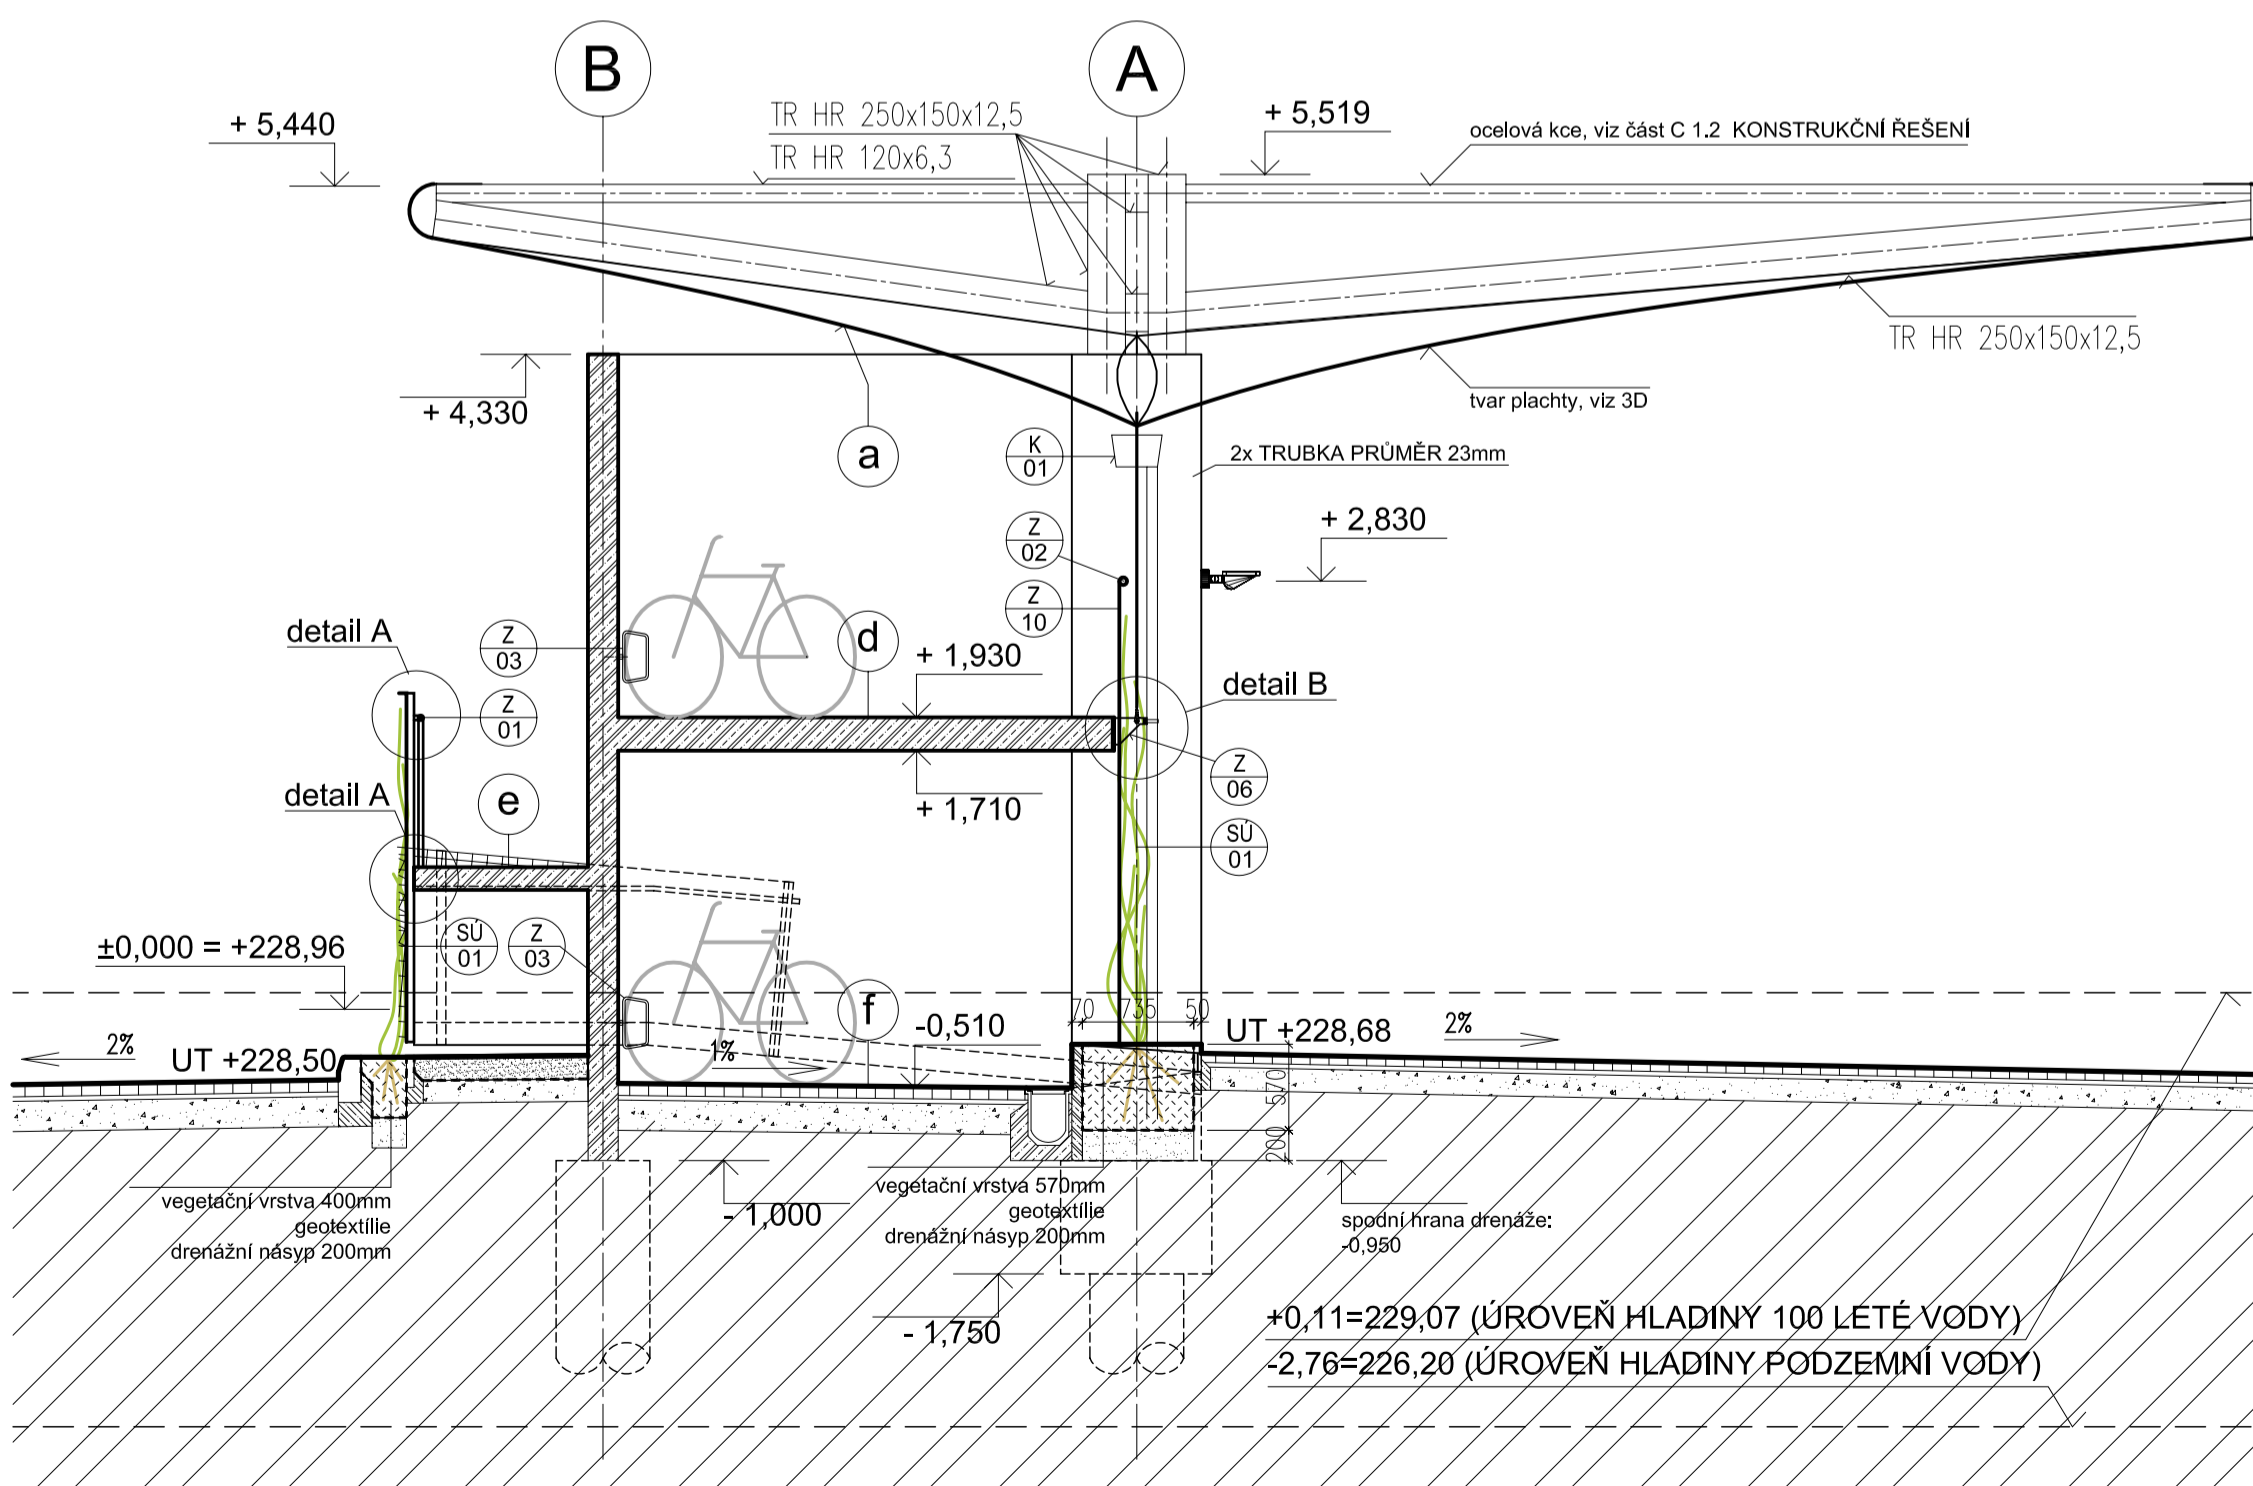 B
A
+ 5,440
TR HR 250x150x12,5
TR HR 120x6,3
+ 5,519
ocelová kce, viz část C 1.2 KONSTRUKČNÍ ŘEŠENÍ
TR HR 250x150x12,5
+ 4,330
tvar plachty, viz 3D
a
K
01
2x TRUBKA PRŮMĚR 23mm
Z
02
+ 2,830
Z
10
detail A
Z
03
d
+ 1,930
detail B
Z
01
Z
06
detail A
e
+ 1,710
SÚ
01
±0,000 = +228,96
SÚ
01
Z
03
f
-0,510
70
735
50
UT +228,68
2%
2%
UT +228,50
1%
570
200
vegetační vrstva 400mm
geotextílie
drenážní násyp 200mm
- 1,000
vegetační vrstva 570mm
geotextílie
drenážní násyp 200mm
spodní hrana drenáže:
-0,950
- 1,750
+0,11=229,07 (ÚROVEŇ HLADINY 100 LETÉ VODY)
-2,76=226,20 (ÚROVEŇ HLADINY PODZEMNÍ VODY)